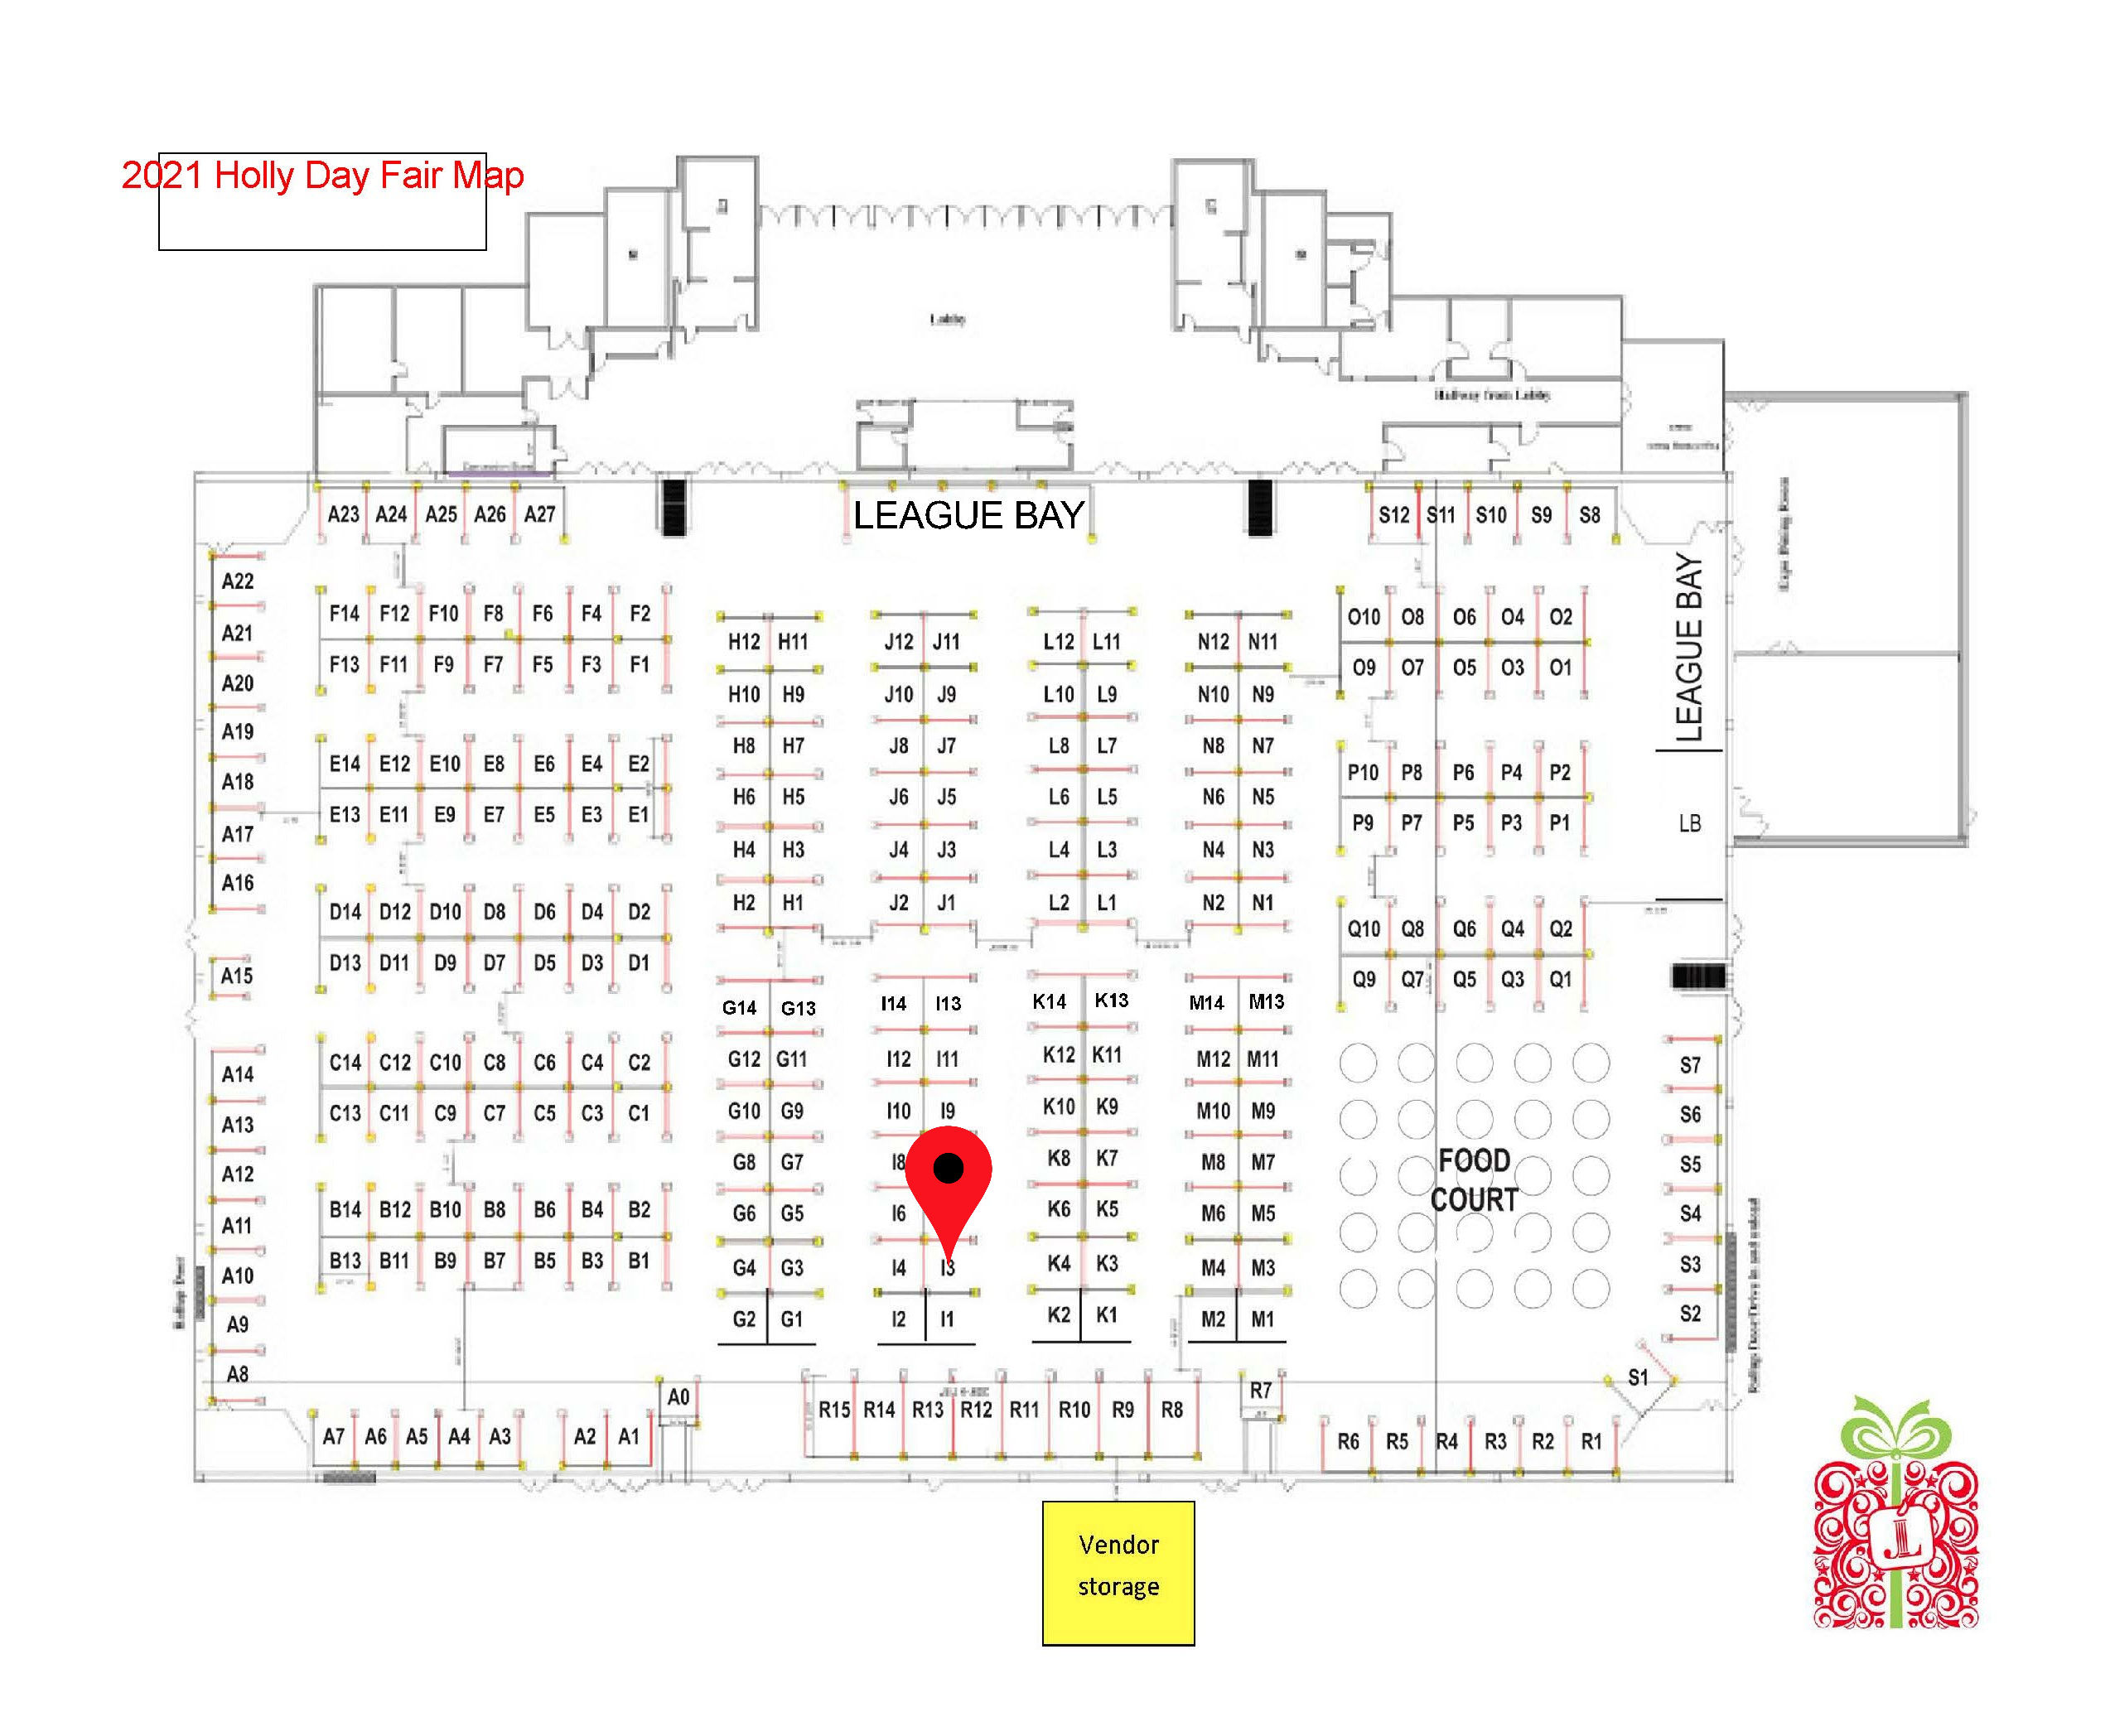 2021 Holly Day Fair Map
Lobby
Hallway from Lobby
LEAGUE BAY
A23 A24 A25 A26 A27
S12 S11 S10 S9 S8
A22
A21
A20
A19
A18
A17
A16
A15
A14
A13
A12
A11
A10
A9
A8
F14 F12 F10 F8 F6 F4 F2
F13 F11 F9 F7 F5 F3 F1
E14 E12 E10 E8 E6 E4 E2
E13 E11 E9 E7 E5 E3 E1
D14 D12 D10 D8 D6 D4 D2
D13 D11 D9 D7 D5 D3 D1
C14 C12 C10 C8 C6 C4 C2
C13 C11 C9 C7 C5 C3 C1
B14 B12 B10 B8 B6 B4 B2
B13 B11 B9 B7 B5 B3 B1
H12 H11 J12 J11 L12 L11 N12 N11
H10 H9 J10 J9 L10 L9 N10 N9
H8 H7 J8 J7 L8 L7 N8 N7
H6 H5 J6 J5 L6 L5 N6 N5
H4 H3 J4 J3 L4 L3 N4 N3
H2 H1 J2 J1 L2 L1 N2 N1
G14 G13 I14 I13 K14 K13 M14 M13
G12 G11 I12 I11 K12 K11 M12 M11
G10 G9 I10 I9 K10 K9 M10 M9
G8 G7 I8 K8 K7 M8 M7
G6 G5 I6 K6 K5 M6 M5
G4 G3 I4 I3 K4 K3 M4 M3
G2 G1 I2 I1 K2 K1 M2 M1
O10 O8 O6 O4 O2
O9 O7 O5 O3 O1
P10 P8 P6 P4 P2
P9 P7 P5 P3 P1
Q10 Q8 Q6 Q4 Q2
Q9 Q7 Q5 Q3 Q1
LEAGUE BAY
LB
FOOD
COURT
S7
S6
S5
S4
S3
S2
S1
A7 A6 A5 A4 A3 A2 A1
A0
R15 R14 R13 R12 R11 R10 R9 R8
R7
R6 R5 R4 R3 R2 R1
Vendor
storage
JL